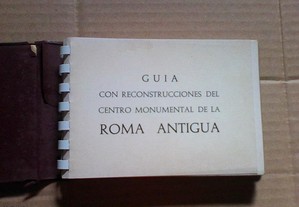 GUIA
CON RECONSTRUCCIONES DEL
CENTRO MONUMENTAL DE LA
ROMA ANTIGUA